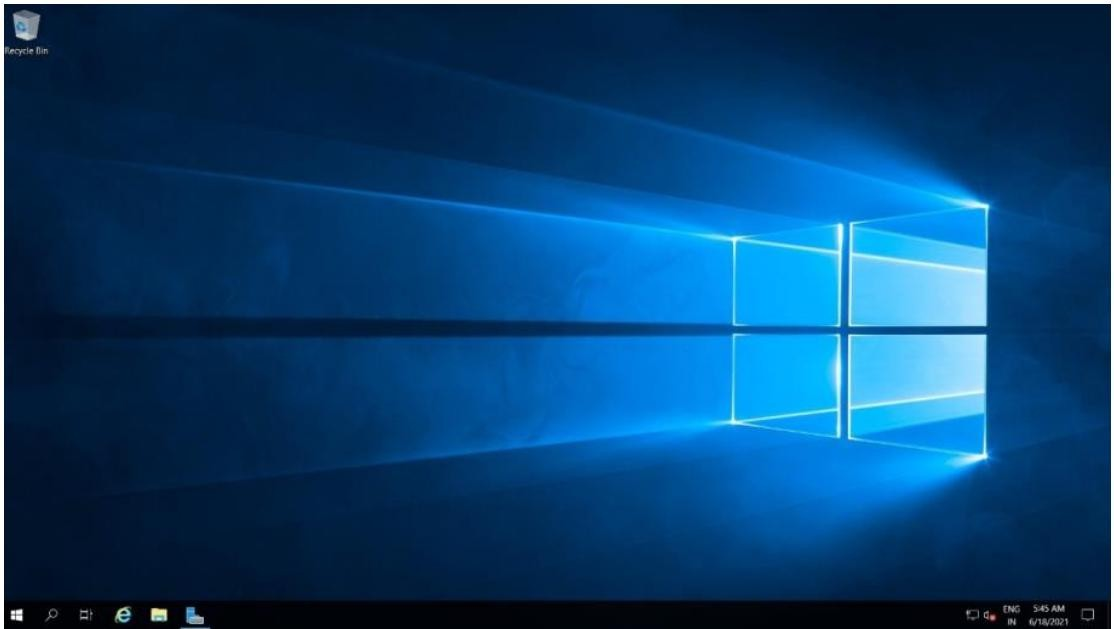 Recycle Bin
ENG 5:45 AM
IN 6/18/2021